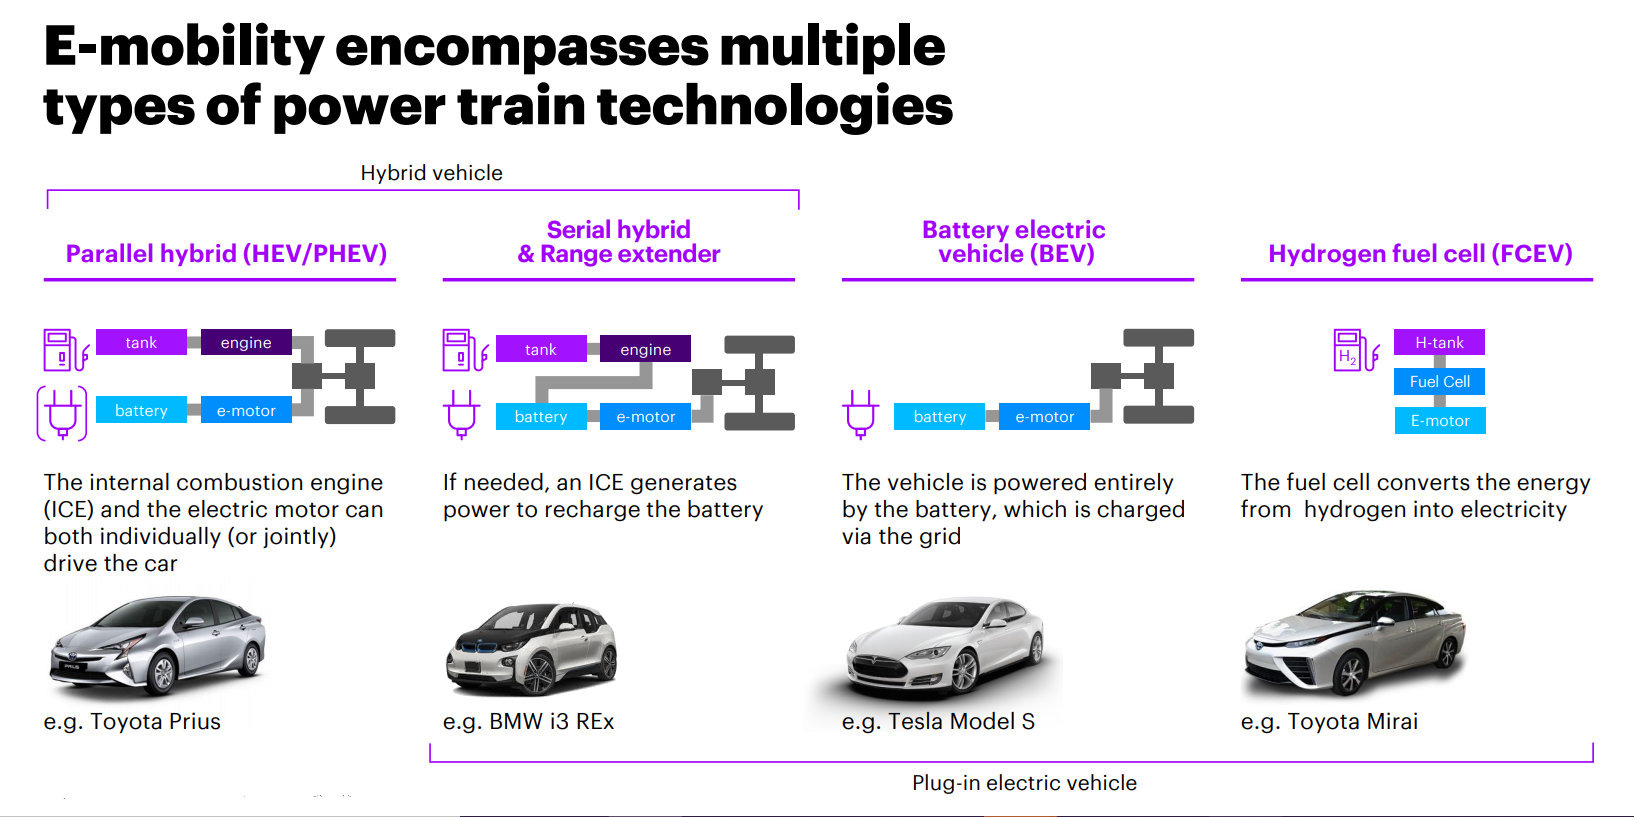 E-mobility encompasses multiple
types of power train technologies
Hybrid vehicle
Parallel hybrid (HEV/PHEV)
tank
engine
battery
e-motor
The internal combustion engine
(ICE) and the electric motor can
both individually (or jointly)
drive the car
PRIUS
e.g. Toyota Prius
Serial hybrid
& Range extender
tank
engine
battery
e-motor
If needed, an ICE generates
power to recharge the battery
e.g. BMW i3 REx
Battery electric
vehicle (BEV)
battery
e-motor
The vehicle is powered entirely
by the battery, which is charged
via the grid
e.g. Tesla Model S
Hydrogen fuel cell (FCEV)
H2
H-tank
Fuel Cell
E-motor
The fuel cell converts the energy
from hydrogen into electricity
e.g. Toyota Mirai
Plug-in electric vehicle